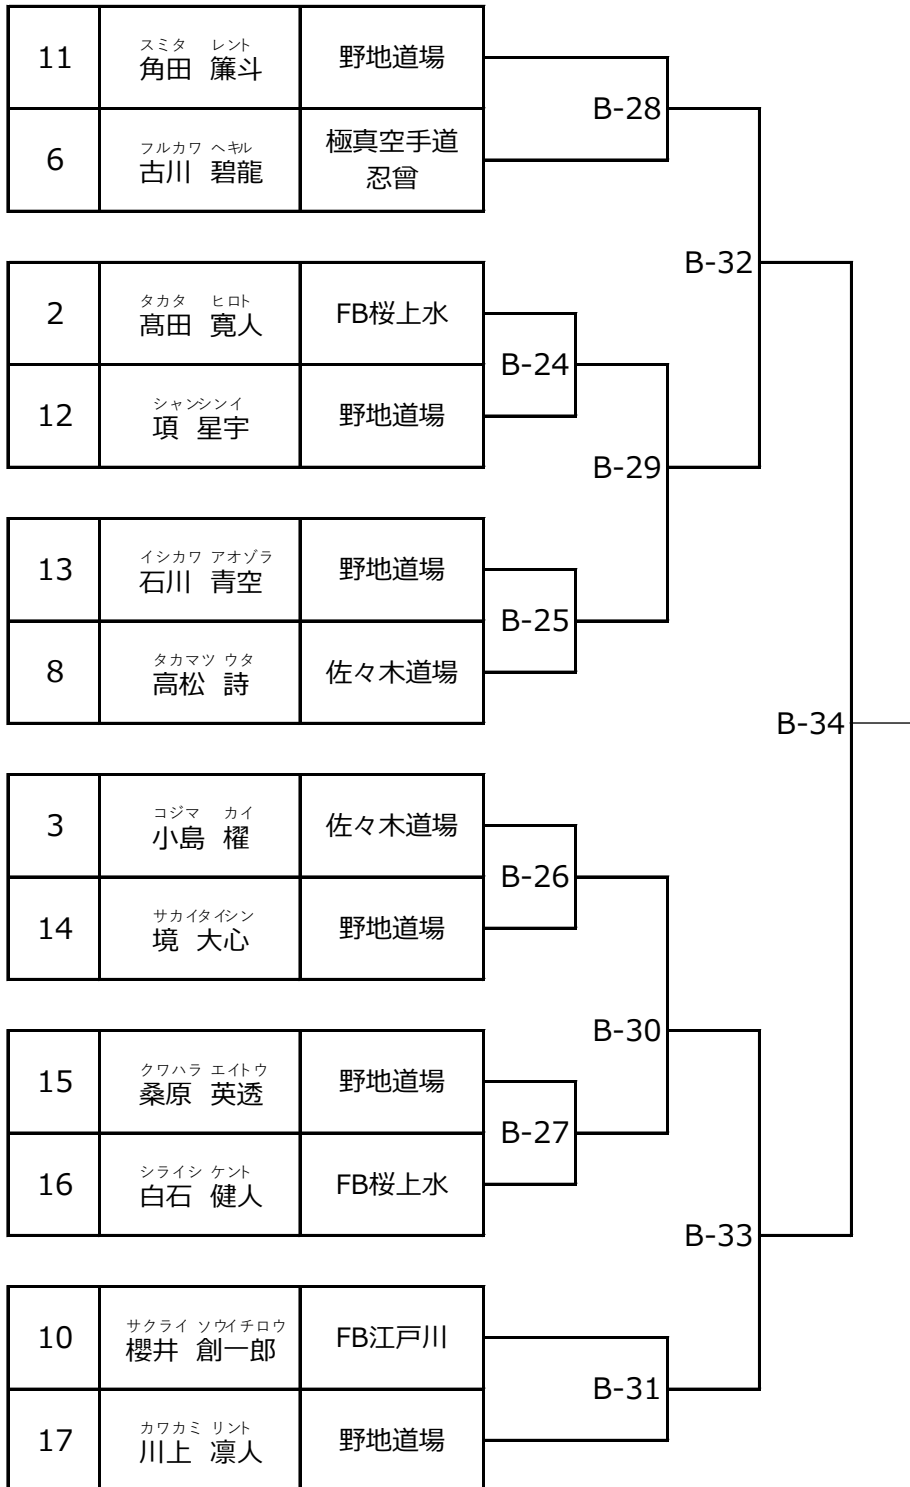 スミタ レント
11 角田 簾斗 野地道場
B-28
フルカワ ヘキル
6 古川 碧龍 極真空手道
忍曾
B-32
タカタ ヒロト
2 髙田 寛人 FB桜上水
B-24
シャンシンイ
12 項 星宇 野地道場
B-29
イシカワ アオゾラ
13 石川 青空 野地道場
B-25
タカマツ ウタ
8 高松 詩 佐々木道場
B-34
コジマ カイ
3 小島 櫂 佐々木道場
B-26
サカイタイシン
14 境 大心 野地道場
B-30
クワハラ エイトウ
15 桑原 英透 野地道場
B-27
シライシ ケント
16 白石 健人 FB桜上水
B-33
サクライ ソウイチロウ
10 櫻井 創一郎 FB江戸川
B-31
カワカミ リント
17 川上 凛人 野地道場